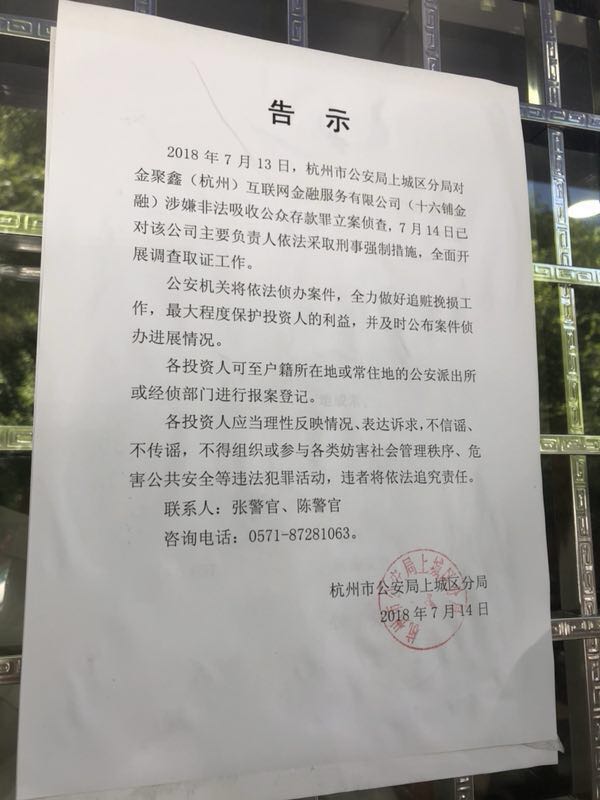 告 示
2018 年 7 月 13 日，杭州市公安局上城区分局对
金聚鑫（杭州）互联网金融服务有限公司（十六铺金
融）涉嫌非法吸收公众存款罪立案侦查，7 月 14 日已
对该公司主要负责人依法采取刑事强制措施，全面开
展调查取证工作。
公安机关将依法侦办案件，全力做好追赃挽损工
作，最大程度保护投资人的利益，并及时公布案件侦
办进展情况。
各投资人可至户籍所在地或常住地的公安派出所
或经侦部门进行报案登记。
各投资人应当理性反映情况、表达诉求，不信谣、
不传谣，不得组织或参与各类妨害社会管理秩序、危
害公共安全等违法犯罪活动，违者将依法追究责任。
联系人：张警官、陈警官
咨询电话：0571-87281063。
杭州市公安局上城区分局
2018 年 7 月 14 日